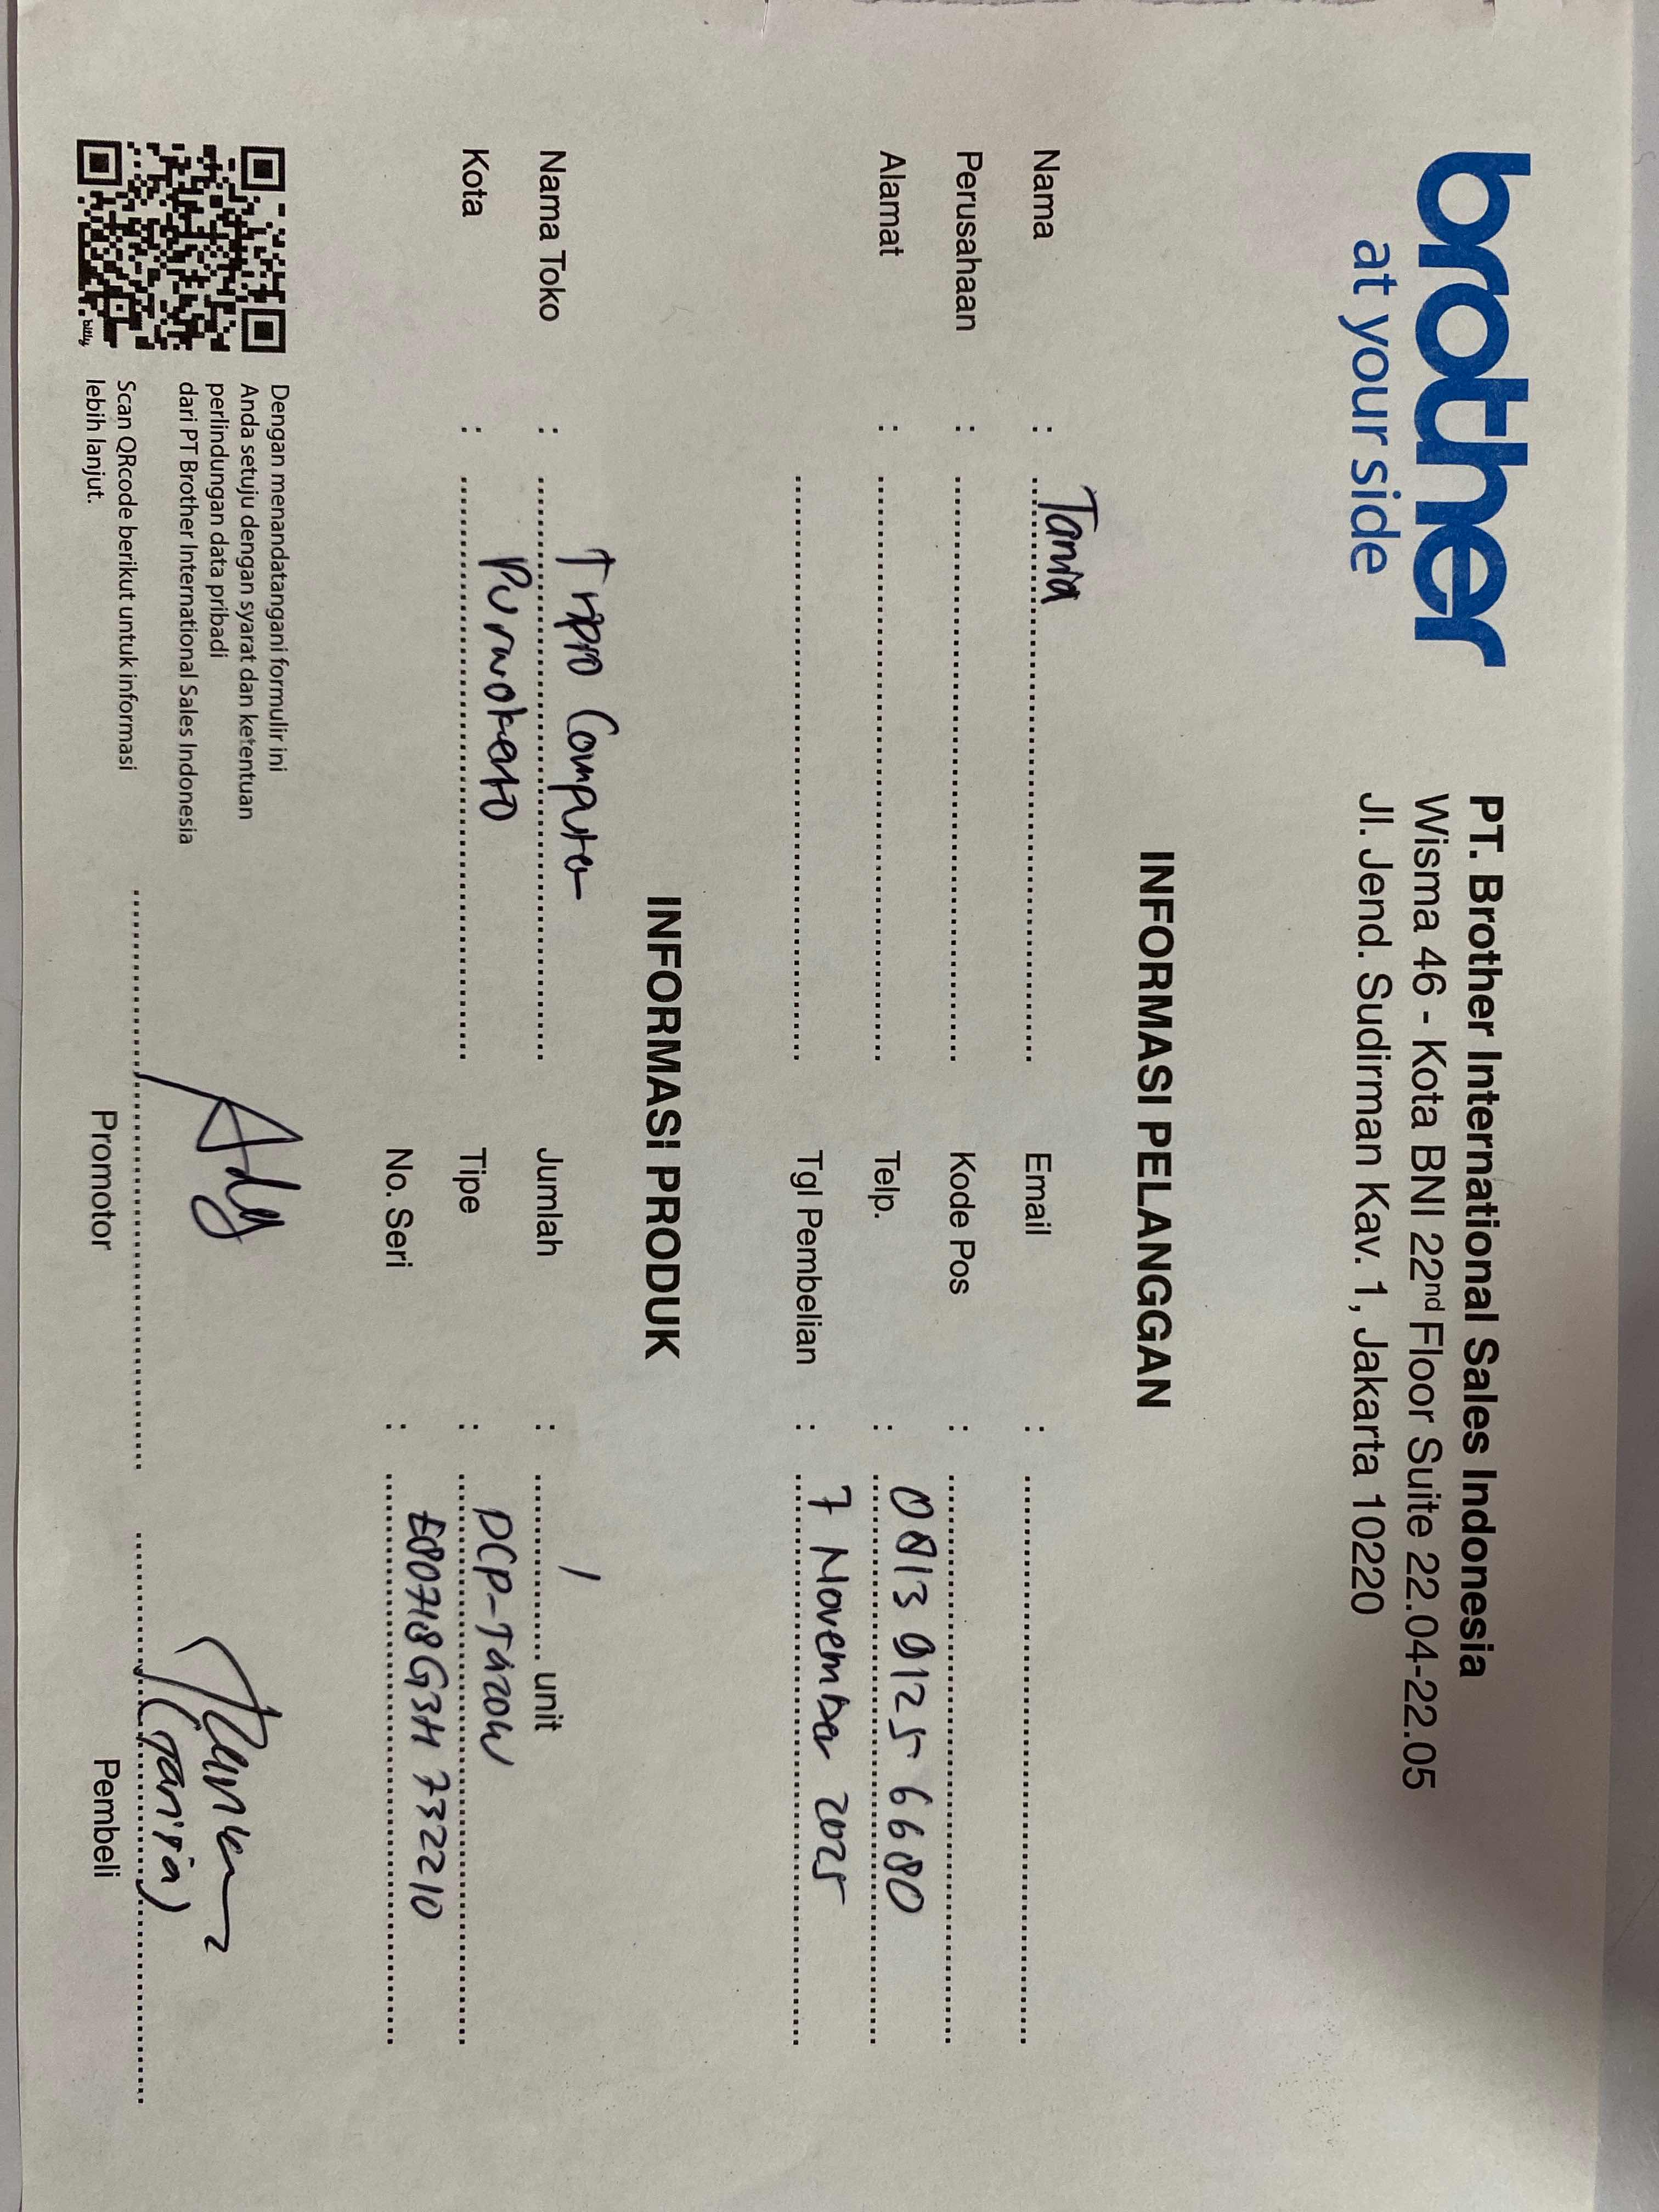 brother
at your side
PT. Brother International Sales Indonesia
Wisma 46 - Kota BNI 22nd Floor Suite 22.04-22.05
Jl. Jend. Sudirman Kav. 1, Jakarta 10220
INFORMASI PELANGGAN
Nama : Tania
Email :
Perusahaan :
Kode Pos :
Alamat :
Telp. : 0813 9125 6680
Tgl Pembelian : 7 November 2025
INFORMASI PRODUK
Nama Toko : Tripio Computer
Jumlah : 1 unit
Kota : Purwokerto
Tipe : DCP-T420W
No. Seri : E80718G3H732210
Dengan menandatangani formulir ini
Anda setuju dengan syarat dan ketentuan
perlindungan data pribadi
dari PT Brother International Sales Indonesia
Scan QRcode berikut untuk informasi
lebih lanjut.
bitly
Ady
Promotor
(Tania)
Pembeli